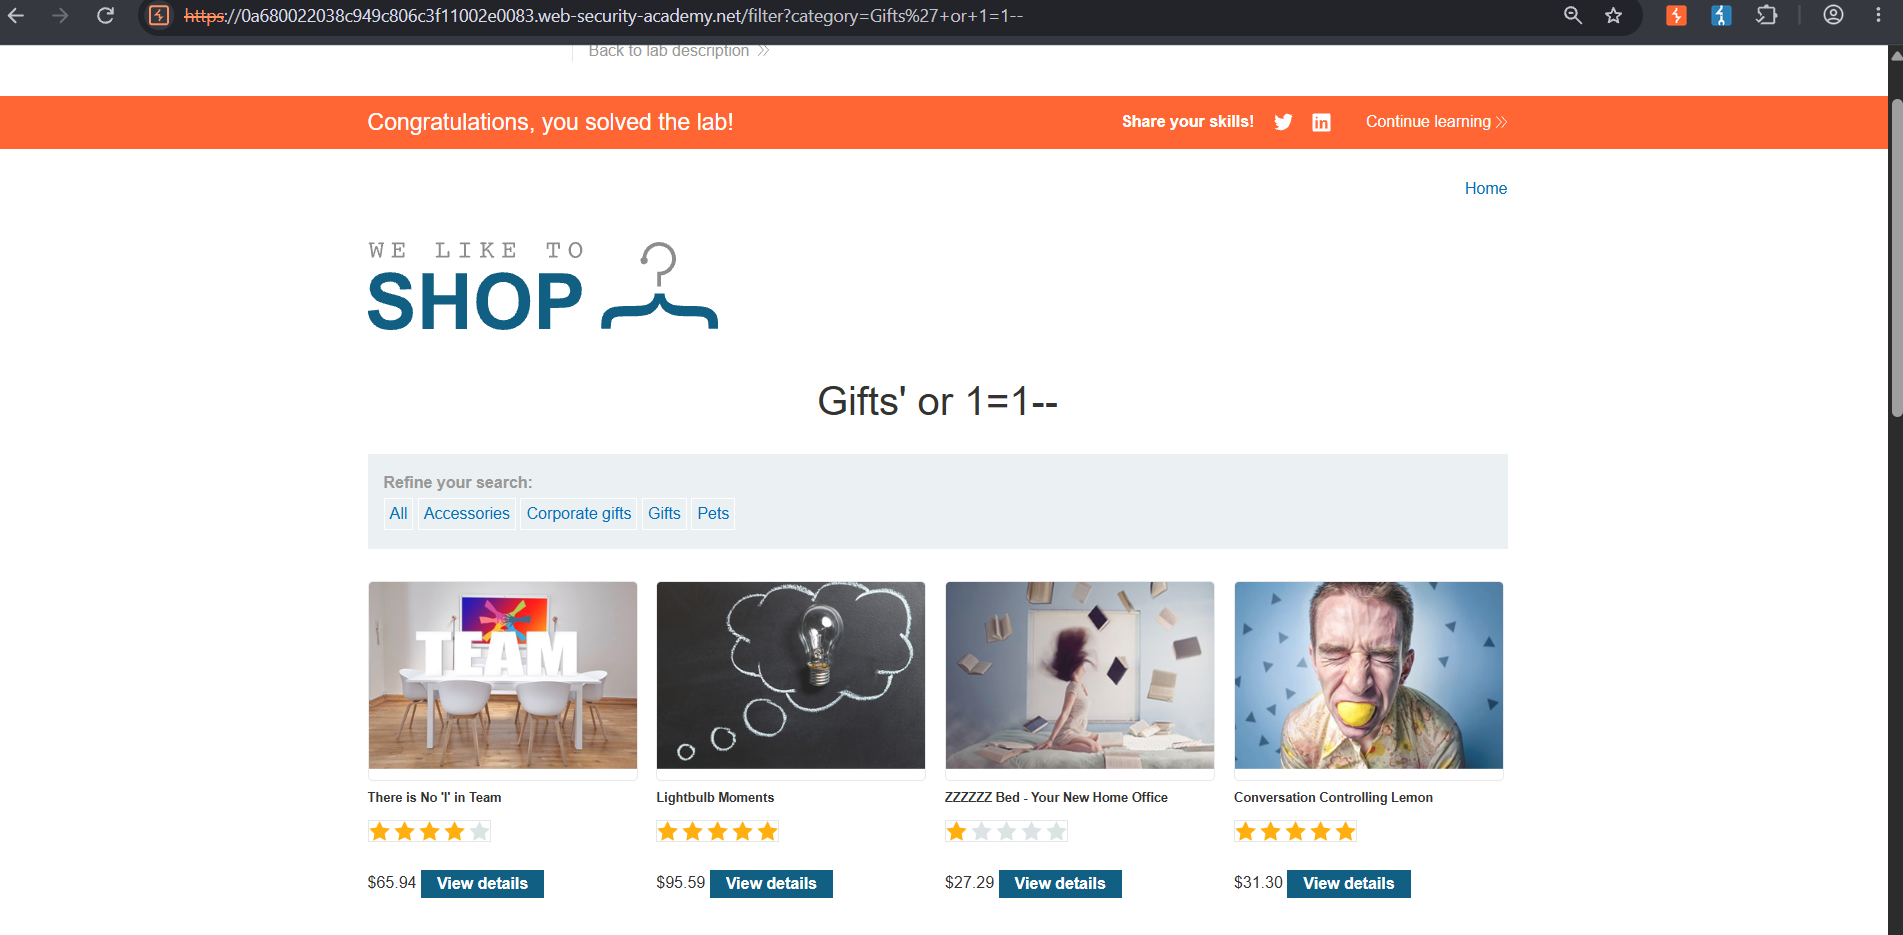 https://0a680022038c949c806c3f11002e0083.web-security-academy.net/filter?category=Gifts%27+or+1=1--
Back to lab description
Congratulations, you solved the lab!
Share your skills!
Continue learning
Home
WE LIKE TO
SHOP
Gifts' or 1=1--
Refine your search:
All Accessories Corporate gifts Gifts Pets
TEAM
There is No 'I' in Team
Lightbulb Moments
ZZZZZZ Bed - Your New Home Office
Conversation Controlling Lemon
$65.94 View details
$95.59 View details
$27.29 View details
$31.30 View details